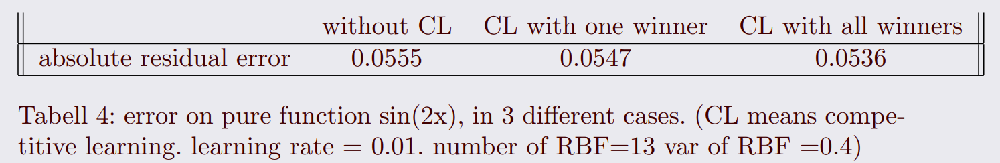 without CL CL with one winner CL with all winners
absolute residual error 0.0555 0.0547 0.0536
Tabell 4: error on pure function sin(2x), in 3 different cases. (CL means compe-
titive learning. learning rate = 0.01. number of RBF=13 var of RBF =0.4)